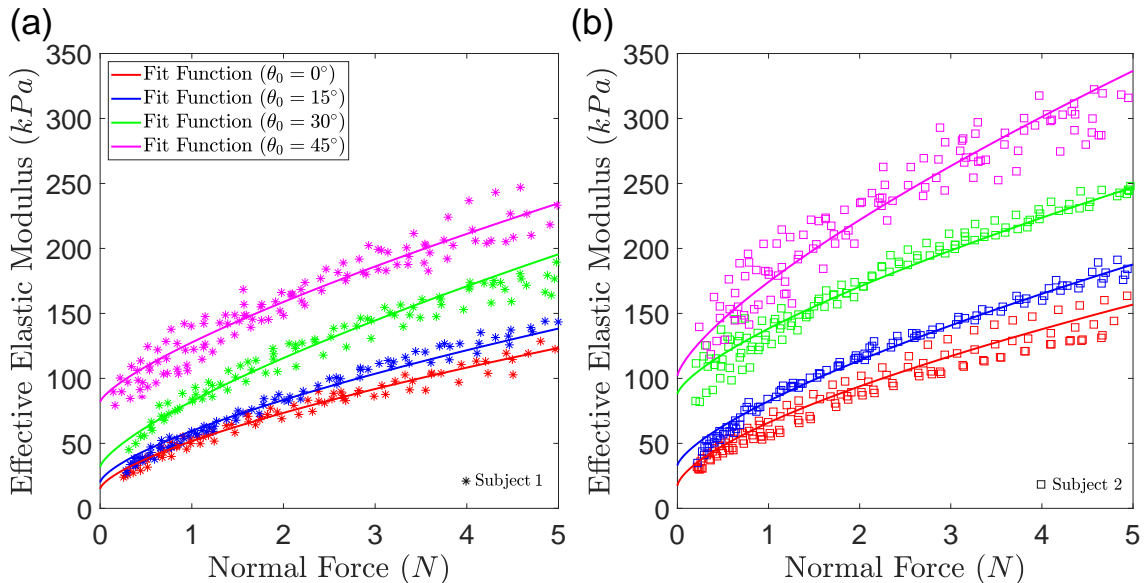 (a)
350
300
250
200
150
100
50
0
Effective Elastic Modulus (kPa)
Fit Function (θ₀ = 0°)
Fit Function (θ₀ = 15°)
Fit Function (θ₀ = 30°)
Fit Function (θ₀ = 45°)
Subject 1
0 1 2 3 4 5
Normal Force (N)
(b)
350
300
250
200
150
100
50
0
Effective Elastic Modulus (kPa)
Subject 2
0 1 2 3 4 5
Normal Force (N)